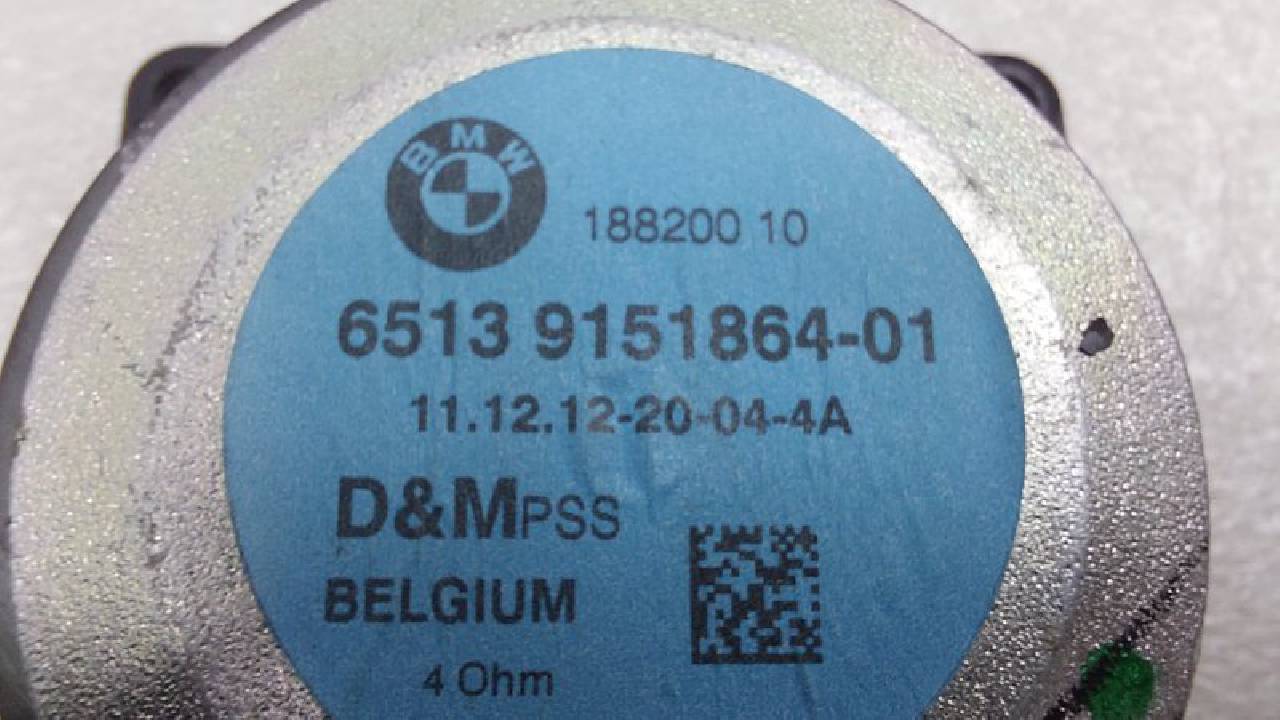 BMW
188200 10
6513 9151864-01
11.12.12-20-04-4A
D&MPSS
BELGIUM
4 Ohm